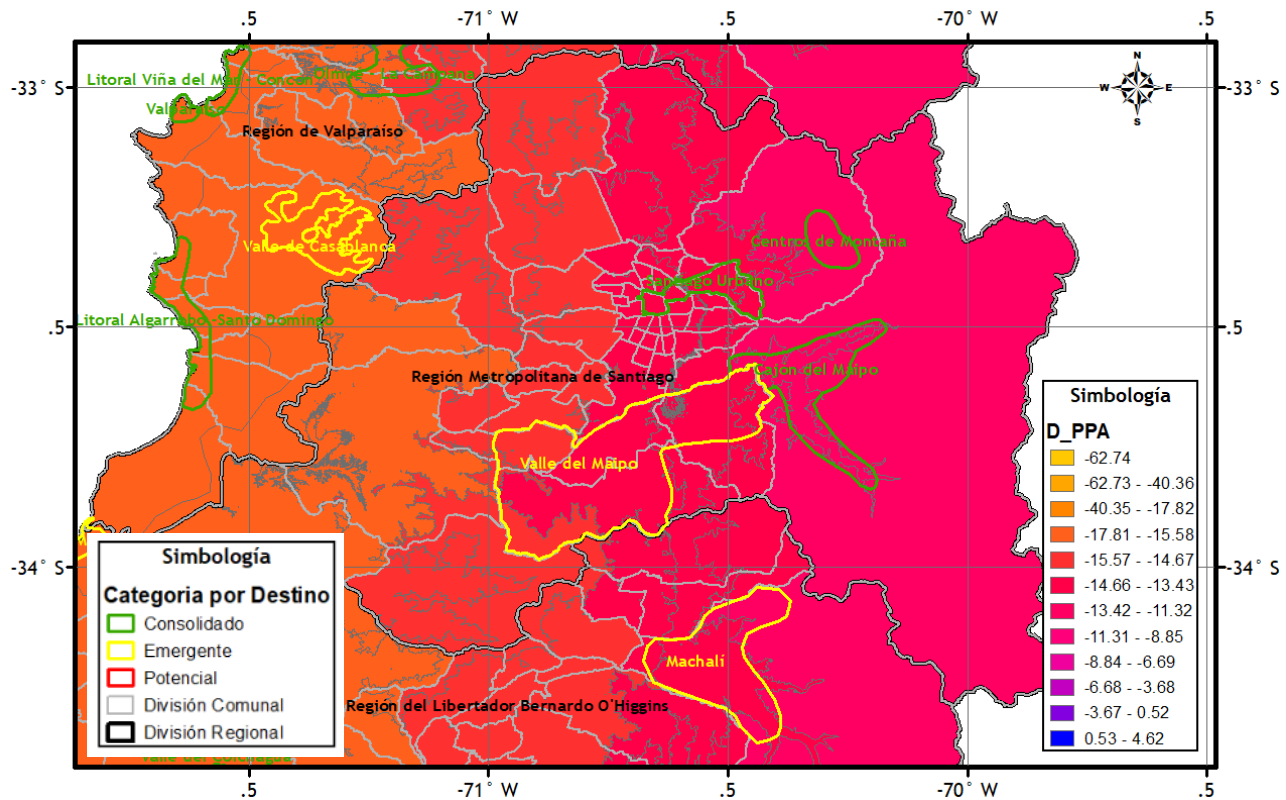 .5
-71° W
.5
-70° W
.5
N
W
E
S
-33° S
-33° S
Litoral Viña del Mar - Concón
Olmué - La Campana
Valparaíso
Región de Valparaíso
Valle de Casablanca
Centros de Montaña
Santiago Urbano
Litoral Algarrobo -Santo Domingo
.5
.5
Región Metropolitana de Santiago
Cajón del Maipo
Valle del Maipo
-34° S
-34° S
Machalí
Región del Libertador Bernardo O'Higgins
Valle del Colchagua
Simbología
Categoria por Destino
Consolidado
Emergente
Potencial
División Comunal
División Regional
Simbología
D_PPA
-62.74
-62.73 - -40.36
-40.35 - -17.82
-17.81 - -15.58
-15.57 - -14.67
-14.66 - -13.43
-13.42 - -11.32
-11.31 - -8.85
-8.84 - -6.69
-6.68 - -3.68
-3.67 - 0.52
0.53 - 4.62
.5
-71° W
.5
-70° W
.5